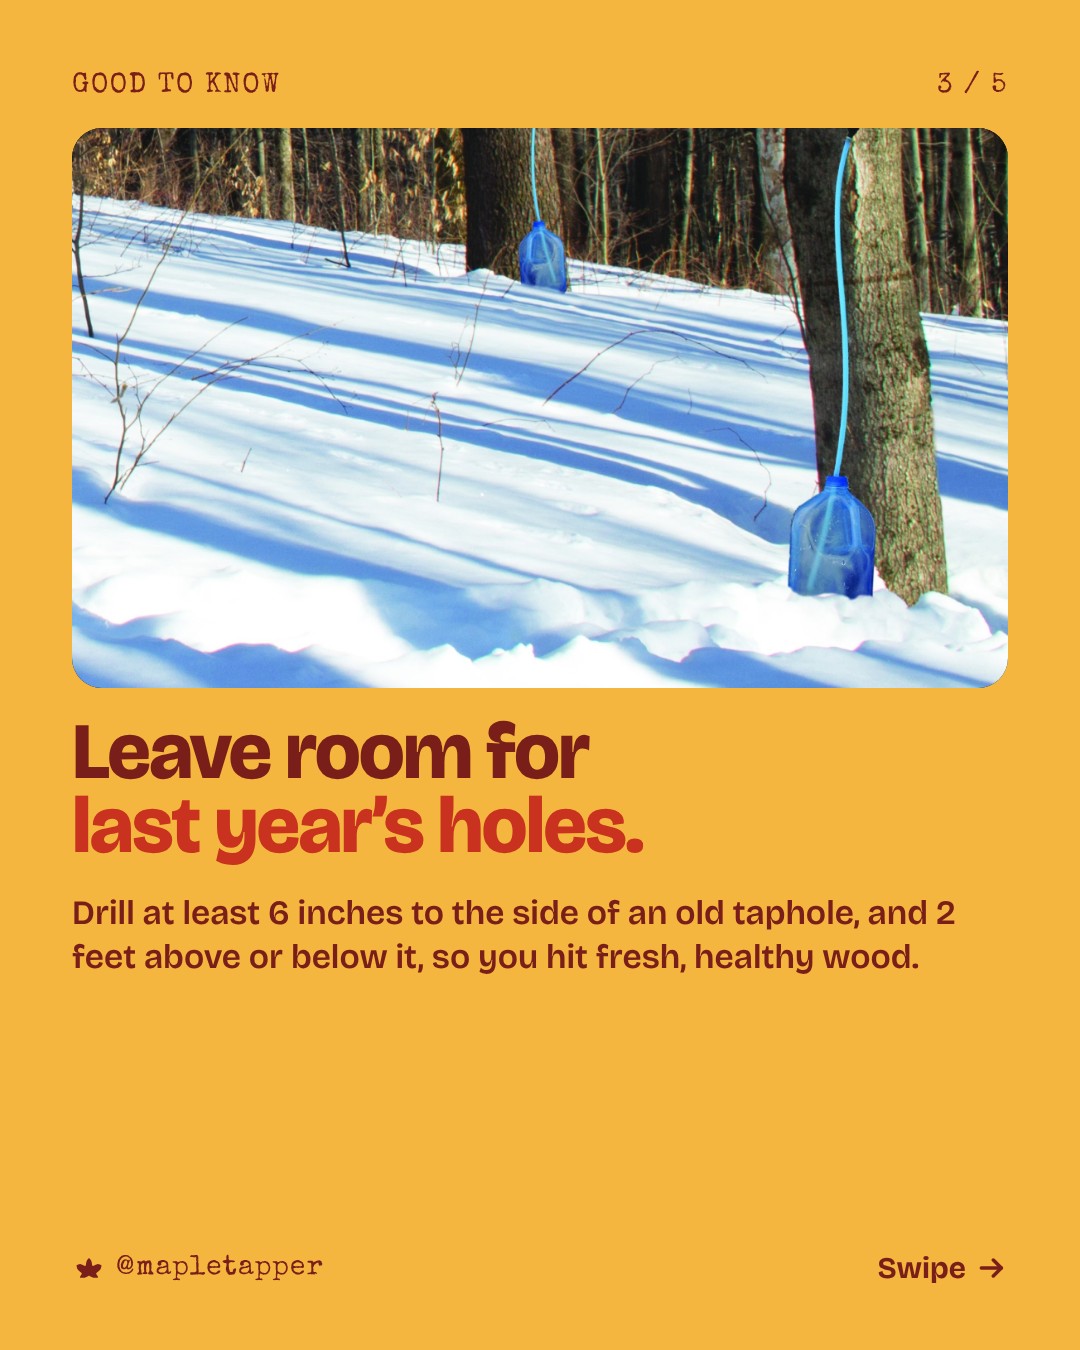 GOOD TO KNOW
3 / 5
Leave room for
last year’s holes.
Drill at least 6 inches to the side of an old taphole, and 2
feet above or below it, so you hit fresh, healthy wood.
@mapletapper
Swipe →